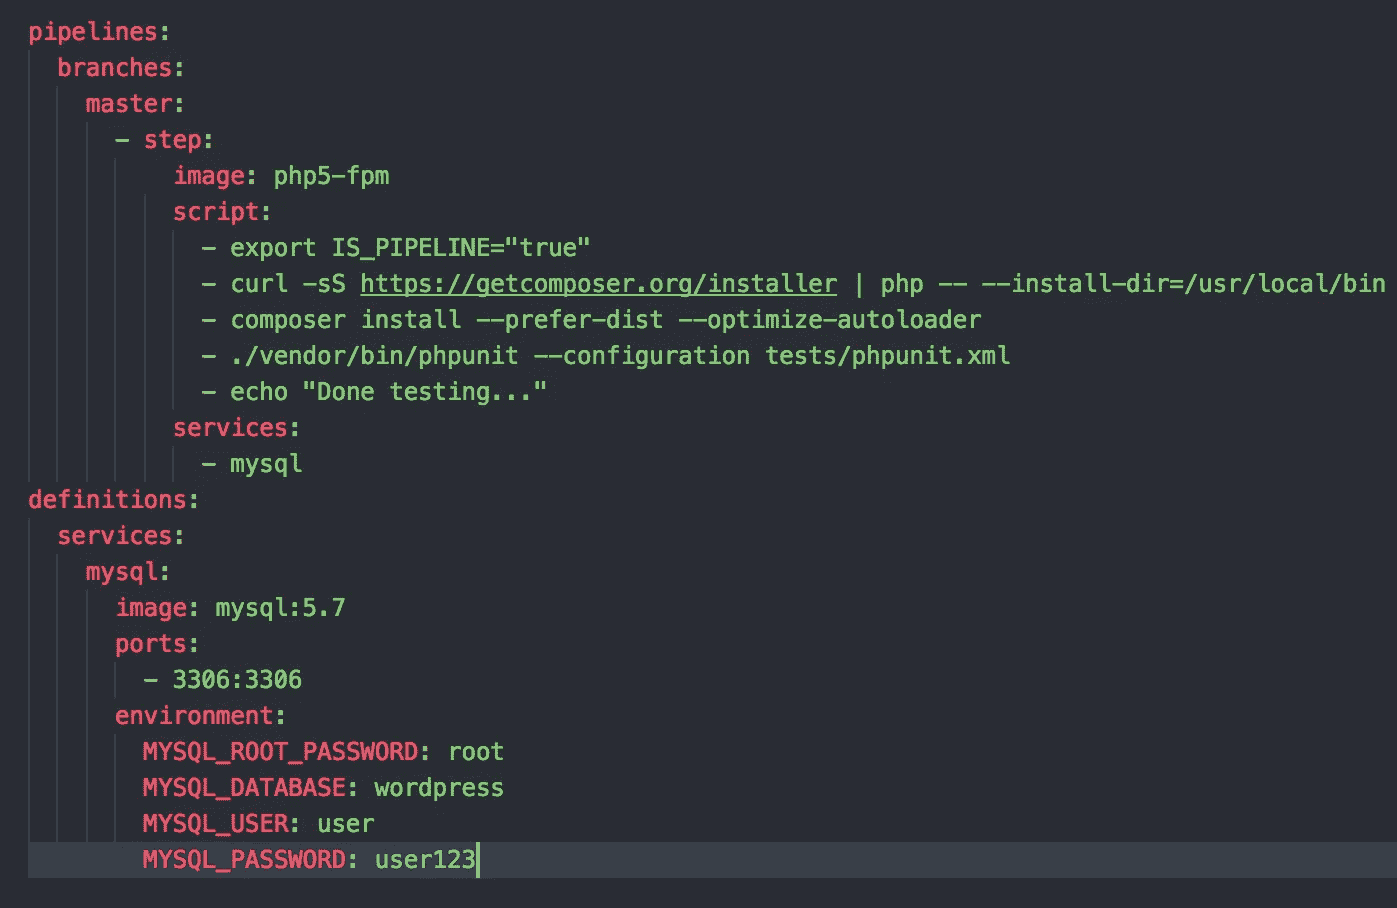 pipelines:
  branches:
    master:
      - step:
          image: php5-fpm
          script:
            - export IS_PIPELINE="true"
            - curl -sS https://getcomposer.org/installer | php -- --install-dir=/usr/local/bin
            - composer install --prefer-dist --optimize-autoloader
            - ./vendor/bin/phpunit --configuration tests/phpunit.xml
            - echo "Done testing..."
          services:
            - mysql
definitions:
  services:
    mysql:
      image: mysql:5.7
      ports:
        - 3306:3306
      environment:
        MYSQL_ROOT_PASSWORD: root
        MYSQL_DATABASE: wordpress
        MYSQL_USER: user
        MYSQL_PASSWORD: user123